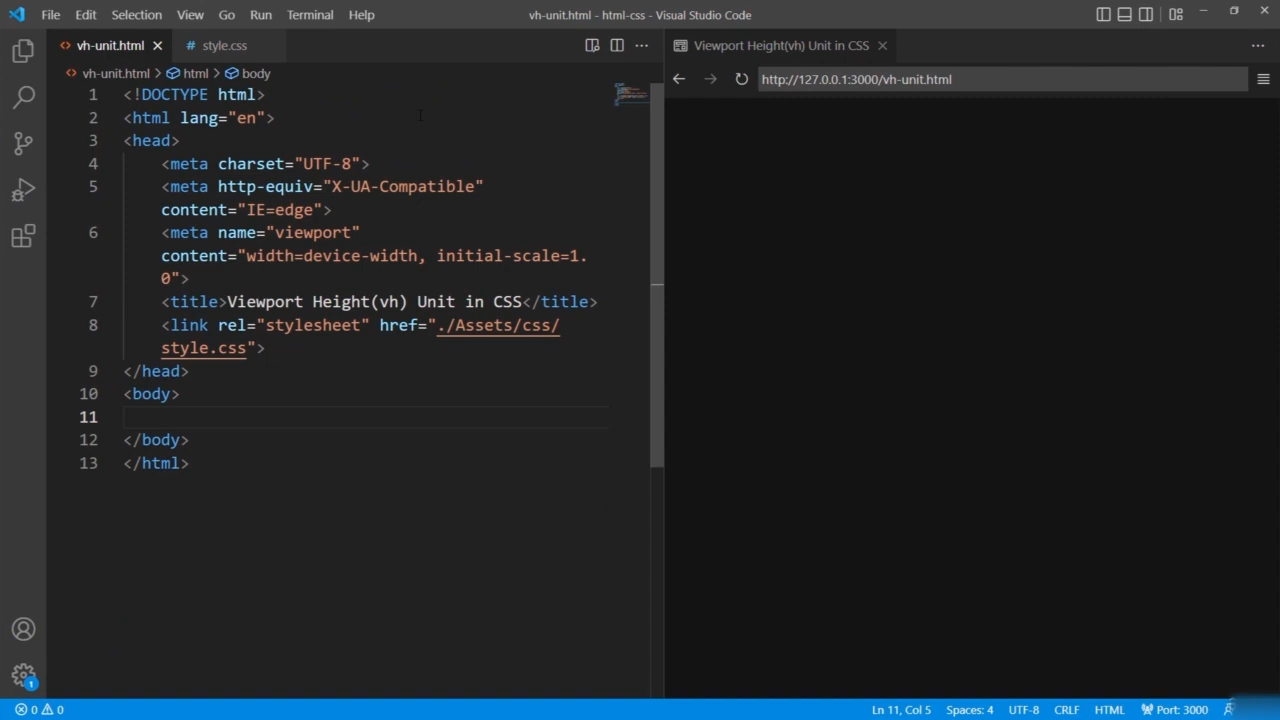 File Edit Selection View Go Run Terminal Help
vh-unit.html - html-css - Visual Studio Code
vh-unit.html
# style.css
Viewport Height(vh) Unit in CSS
vh-unit.html > html > body
http://127.0.0.1:3000/vh-unit.html
1 <!DOCTYPE html>
2 <html lang="en">
3 <head>
4 <meta charset="UTF-8">
5 <meta http-equiv="X-UA-Compatible"
content="IE=edge">
6 <meta name="viewport"
content="width=device-width, initial-scale=1.
0">
7 <title>Viewport Height(vh) Unit in CSS</title>
8 <link rel="stylesheet" href="./Assets/css/
style.css">
9 </head>
10 <body>
11
12 </body>
13 </html>
1
0 0
Ln 11, Col 5 Spaces: 4 UTF-8 CRLF HTML Port: 3000